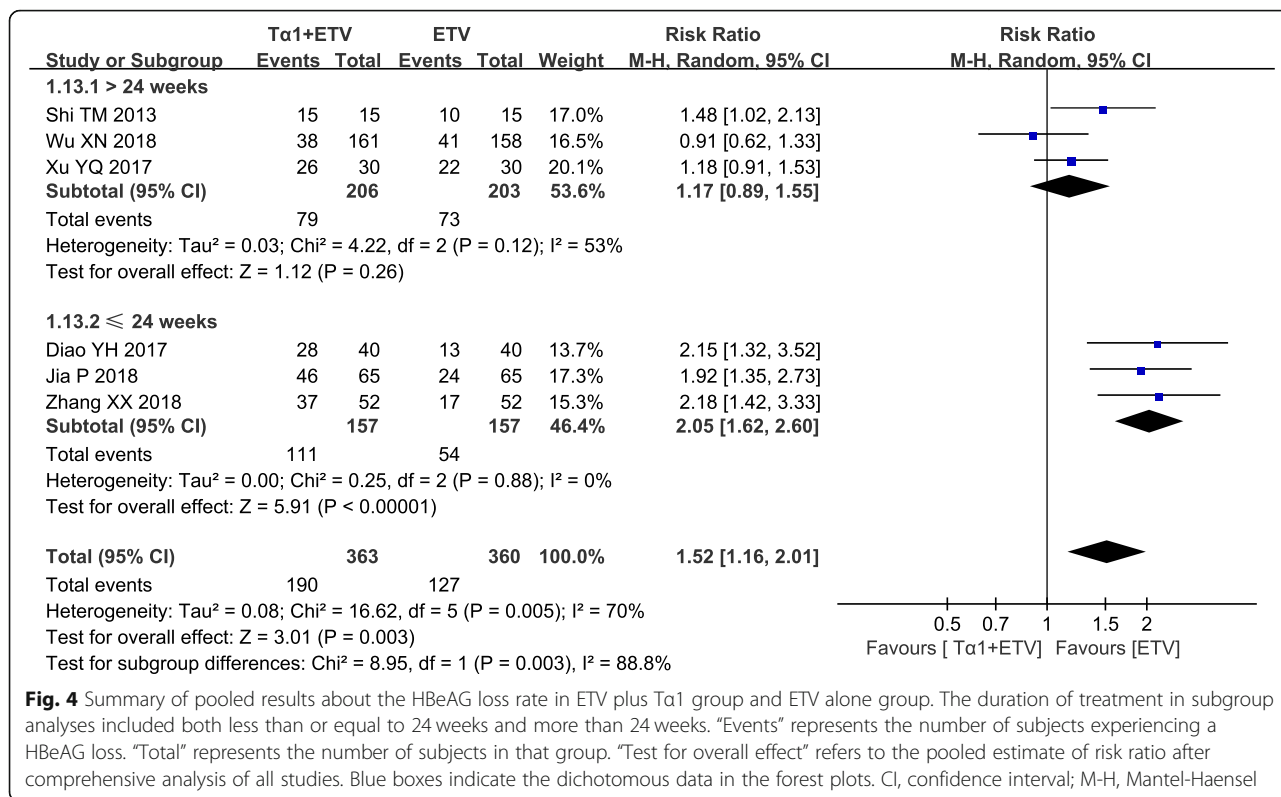 Tα1+ETV ETV Risk Ratio Risk Ratio
Study or Subgroup Events Total Events Total Weight M-H, Random, 95% CI M-H, Random, 95% CI
1.13.1 > 24 weeks
Shi TM 2013 15 15 10 15 17.0% 1.48 [1.02, 2.13]
Wu XN 2018 38 161 41 158 16.5% 0.91 [0.62, 1.33]
Xu YQ 2017 26 30 22 30 20.1% 1.18 [0.91, 1.53]
Subtotal (95% CI) 206 203 53.6% 1.17 [0.89, 1.55]
Total events 79 73
Heterogeneity: Tau² = 0.03; Chi² = 4.22, df = 2 (P = 0.12); I² = 53%
Test for overall effect: Z = 1.12 (P = 0.26)
1.13.2 ≤ 24 weeks
Diao YH 2017 28 40 13 40 13.7% 2.15 [1.32, 3.52]
Jia P 2018 46 65 24 65 17.3% 1.92 [1.35, 2.73]
Zhang XX 2018 37 52 17 52 15.3% 2.18 [1.42, 3.33]
Subtotal (95% CI) 157 157 46.4% 2.05 [1.62, 2.60]
Total events 111 54
Heterogeneity: Tau² = 0.00; Chi² = 0.25, df = 2 (P = 0.88); I² = 0%
Test for overall effect: Z = 5.91 (P < 0.00001)
Total (95% CI) 363 360 100.0% 1.52 [1.16, 2.01]
Total events 190 127
Heterogeneity: Tau² = 0.08; Chi² = 16.62, df = 5 (P = 0.005); I² = 70%
Test for overall effect: Z = 3.01 (P = 0.003)
Test for subgroup differences: Chi² = 8.95, df = 1 (P = 0.003), I² = 88.8%
0.5 0.7 1 1.5 2
Favours [ Tα1+ETV] Favours [ETV]
Fig. 4 Summary of pooled results about the HBeAG loss rate in ETV plus Tα1 group and ETV alone group. The duration of treatment in subgroup
analyses included both less than or equal to 24 weeks and more than 24 weeks. “Events” represents the number of subjects experiencing a
HBeAG loss. “Total” represents the number of subjects in that group. “Test for overall effect” refers to the pooled estimate of risk ratio after
comprehensive analysis of all studies. Blue boxes indicate the dichotomous data in the forest plots. CI, confidence interval; M-H, Mantel-Haensel